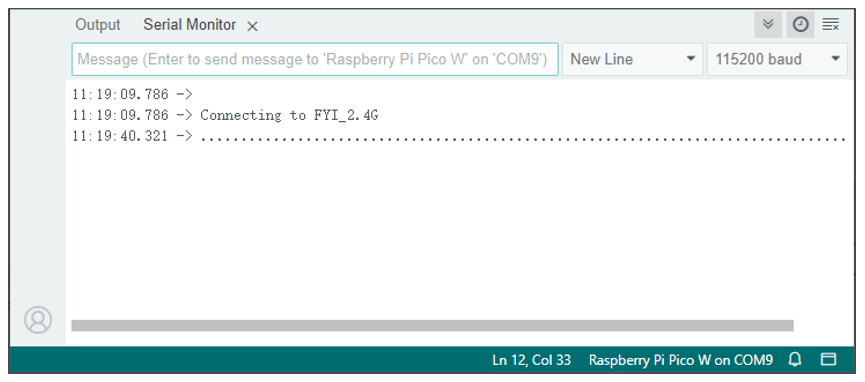 Output Serial Monitor
Message (Enter to send message to 'Raspberry Pi Pico W' on 'COM9') New Line 115200 baud
11:19:09.786 ->
11:19:09.786 -> Connecting to FYI_2.4G
11:19:40.321 -> ................................................................................
Ln 12, Col 33 Raspberry Pi Pico W on COM9